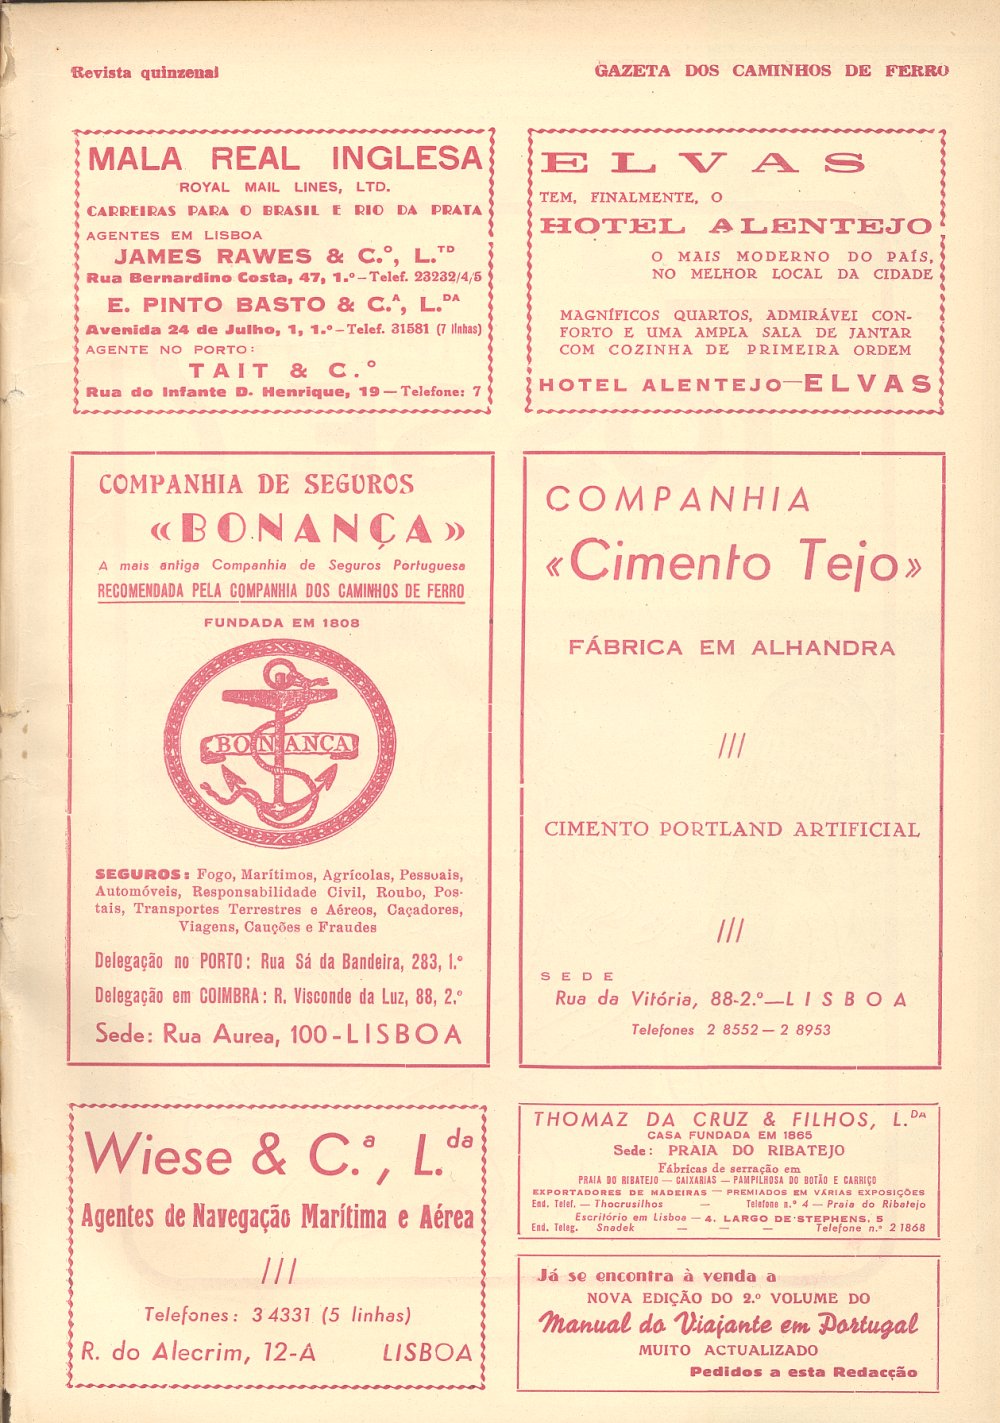 Revista quinzenal
GAZETA DOS CAMINHOS DE FERRO
MALA REAL INGLESA
ROYAL MAIL LINES, LTD.
CARREIRAS PARA O BRASIL E RIO DA PRATA
AGENTES EM LISBOA
JAMES RAWES & C.º, L.TD
Rua Bernardino Costa, 47, 1.º—Telef. 23232/4/5
E. PINTO BASTO & C.A, L.DA
Avenida 24 de Julho, 1, 1.º—Telef. 31581 (7 linhas)
AGENTE NO PORTO:
TAIT & C.º
Rua do Infante D. Henrique, 19—Telefone: 7
ELVAS
TEM, FINALMENTE, O
HOTEL ALENTEJO
O MAIS MODERNO DO PAÍS,
NO MELHOR LOCAL DA CIDADE
MAGNÍFICOS QUARTOS, ADMIRÁVEI CON-
FORTO E UMA AMPLA SALA DE JANTAR
COM COZINHA DE PRIMEIRA ORDEM
HOTEL ALENTEJO—ELVAS
COMPANHIA DE SEGUROS
«BONANÇA»
A mais antiga Companhia de Seguros Portuguesa
RECOMENDADA PELA COMPANHIA DOS CAMINHOS DE FERRO
FUNDADA EM 1808
BONANÇA
SEGUROS: Fogo, Marítimos, Agrícolas, Pessoais,
Automóveis, Responsabilidade Civil, Roubo, Pos-
tais, Transportes Terrestres e Aéreos, Caçadores,
Viagens, Cauções e Fraudes
Delegação no PORTO: Rua Sá da Bandeira, 283, 1.º
Delegação em COIMBRA: R. Visconde da Luz, 88, 2.º
Sede: Rua Aurea, 100-LISBOA
COMPANHIA
«Cimento Tejo»
FÁBRICA EM ALHANDRA
///
CIMENTO PORTLAND ARTIFICIAL
///
SEDE
Rua da Vitória, 88-2.º—LISBOA
Telefones 2 8552—2 8953
Wiese & C.ª, L.da
Agentes de Navegação Marítima e Aérea
///
Telefones: 3 4331 (5 linhas)
R. do Alecrim, 12-A LISBOA
THOMAZ DA CRUZ & FILHOS, L.DA
CASA FUNDADA EM 1865
Sede: PRAIA DO RIBATEJO
Fábricas de serração em
PRAIA DO RIBATEJO — CAIXARIAS — PAMPILHOSA DO BOTÃO E CARRIÇO
EXPORTADORES DE MADEIRAS — PREMIADOS EM VÁRIAS EXPOSIÇÕES
End. Telef. — Thocrusilhos — Telefone n.º 4 — Praia do Ribatejo
Escritório em Lisboa — 4, LARGO DE STEPHENS, 5
End. Teleg. Snadek — — — Telefone n.º 2 1868
Já se encontra à venda a
NOVA EDIÇÃO DO 2.º VOLUME DO
Manual do Viajante em Portugal
MUITO ACTUALIZADO
Pedidos a esta Redacção